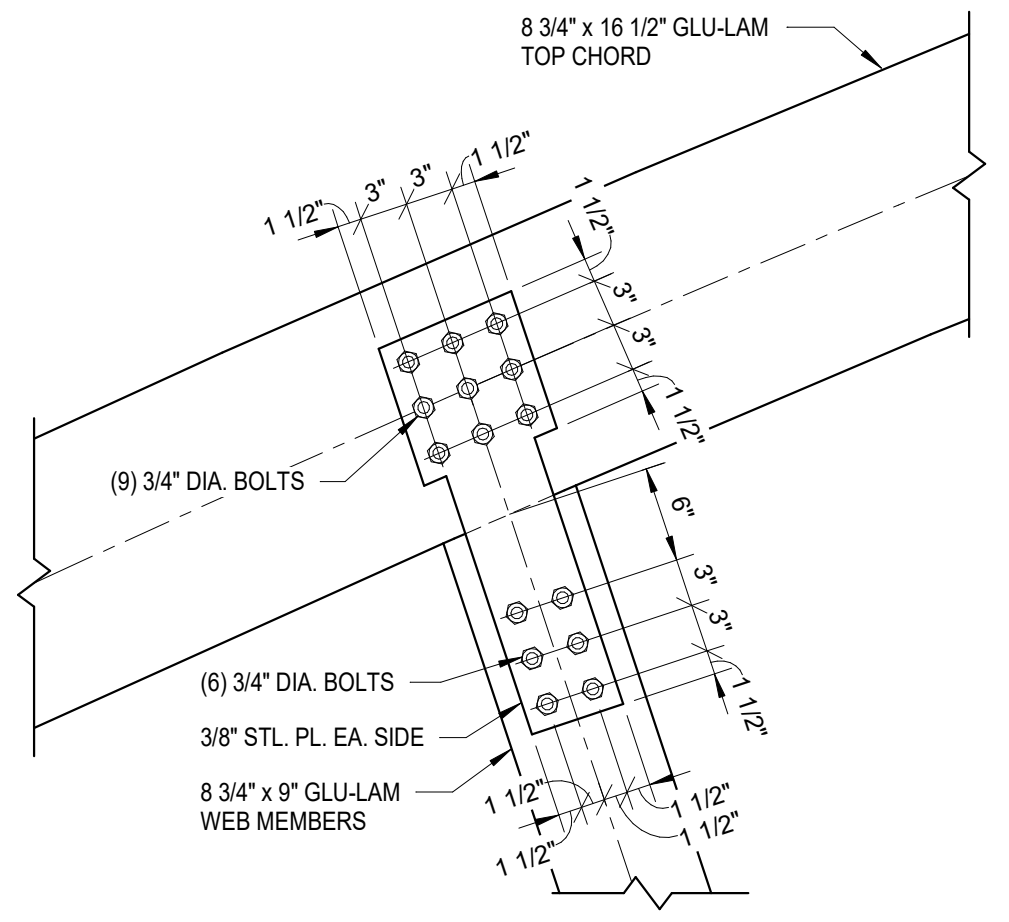 8 3/4" x 16 1/2" GLU-LAM
TOP CHORD
1 1/2"
3"
3"
1 1/2"
1 1/2"
3"
3"
1 1/2"
(9) 3/4" DIA. BOLTS
6"
3"
3"
1 1/2"
(6) 3/4" DIA. BOLTS
3/8" STL. PL. EA. SIDE
8 3/4" x 9" GLU-LAM
WEB MEMBERS
1 1/2"
1 1/2"
1 1/2"
1 1/2"